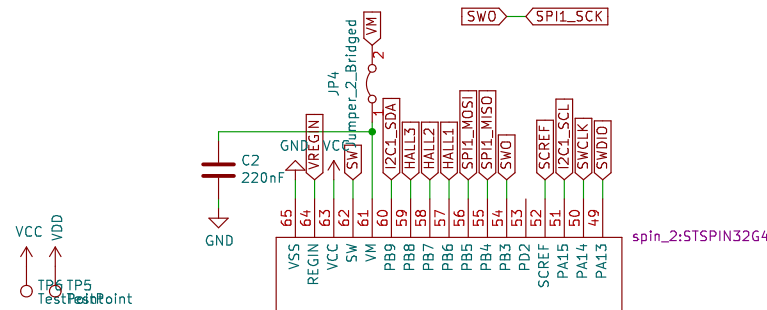 SWO SPI1_SCK
VM
2
JP4
Jumper_2_Bridged
1
GND
VREGIN
VCC
SW
I2C1_SDA
HALL3
HALL2
HALL1
SPI1_MOSI
SPI1_MISO
SWO
SCREF
I2C1_SCL
SWCLK
SWDIO
C2
220nF
GND
65 64 63 62 61 60 59 58 57 56 55 54 53 52 51 50 49
spin_2:STSPIN32G4
VSS
REGIN
VCC
SW
VM
PB9
PB8
PB7
PB6
PB5
PB4
PB3
PD2
SCREF
PA15
PA14
PA13
VCC
VDD
TP6
TestPoint
TP5
TestPoint